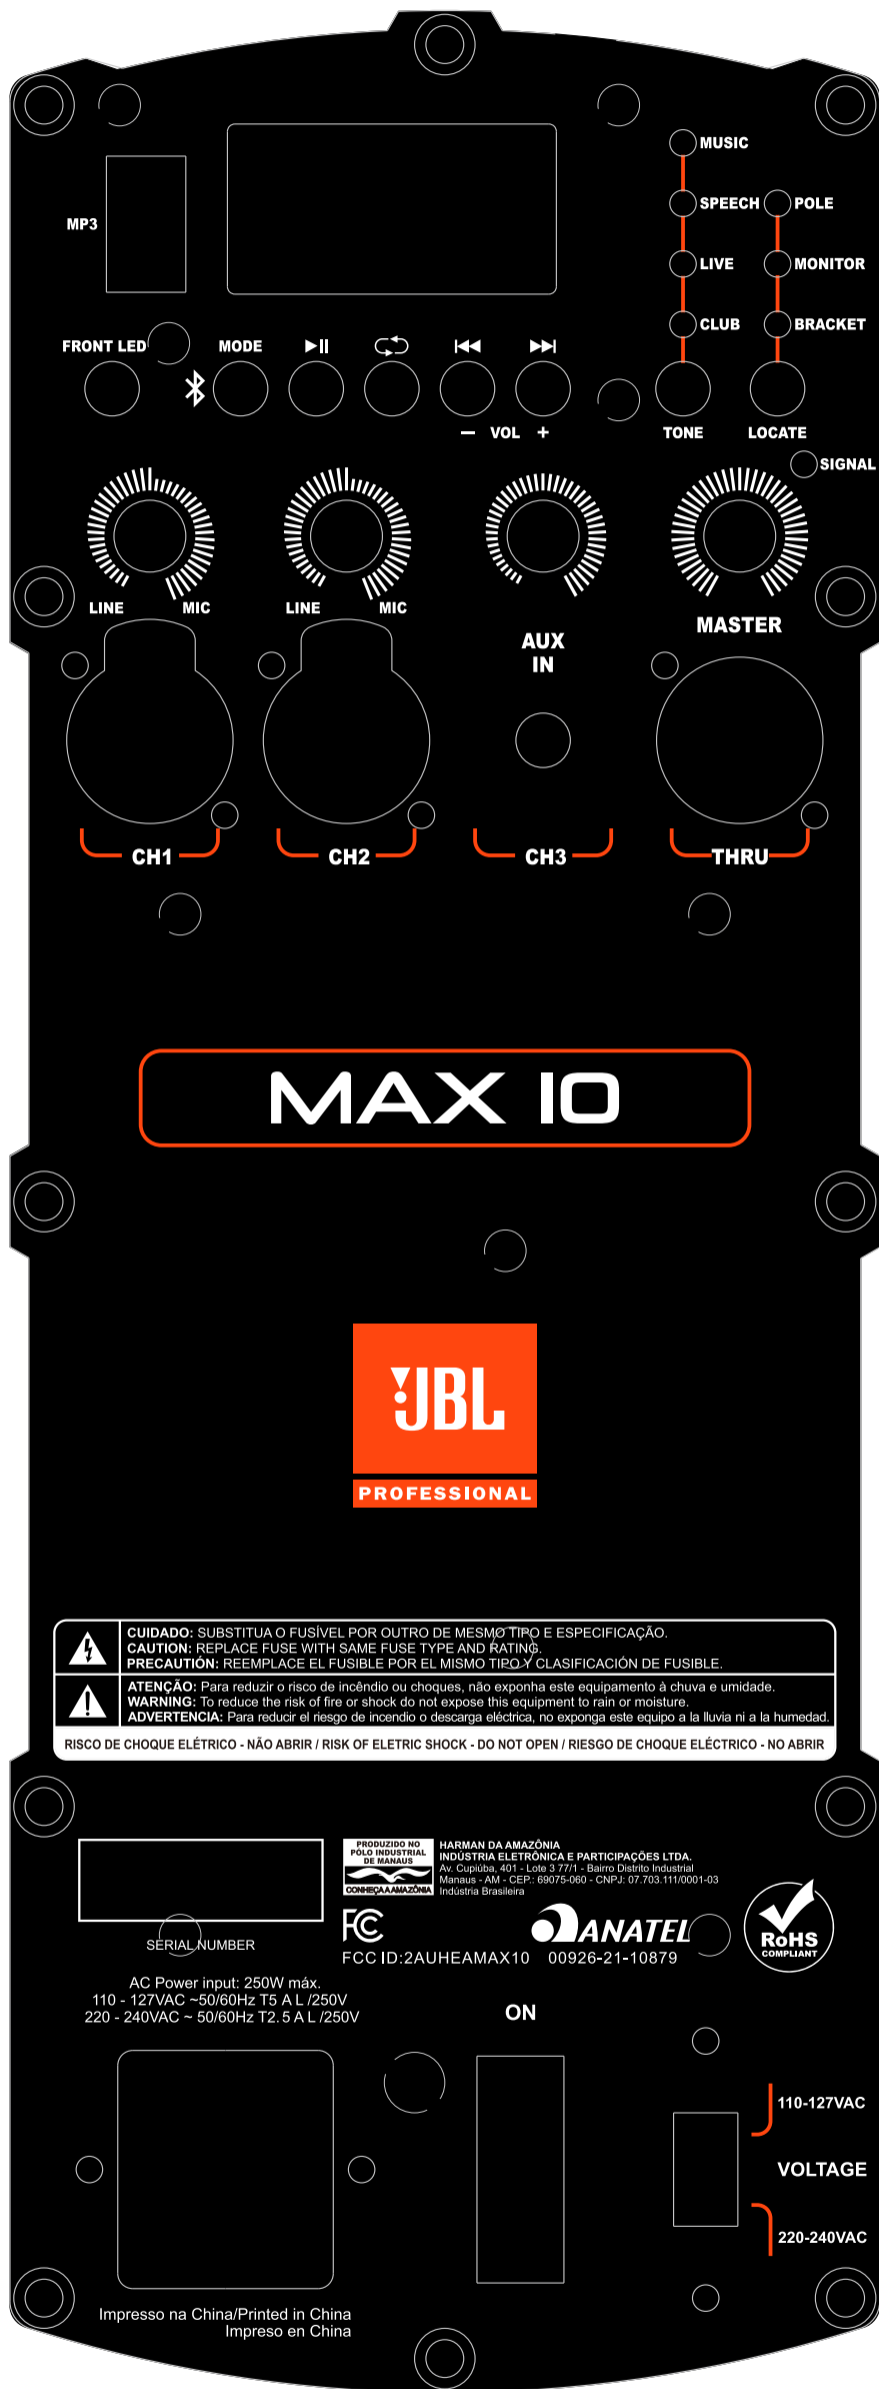 MUSIC
MP3
SPEECH
POLE
LIVE
MONITOR
CLUB
BRACKET
FRONT LED
MODE
− VOL +
TONE
LOCATE
SIGNAL
LINE
MIC
LINE
MIC
AUX
IN
MASTER
CH1
CH2
CH3
THRU
MAX 10
JBL
PROFESSIONAL
CUIDADO: SUBSTITUA O FUSÍVEL POR OUTRO DE MESMO TIPO E ESPECIFICAÇÃO.
CAUTION: REPLACE FUSE WITH SAME FUSE TYPE AND RATING.
PRECAUTIÓN: REEMPLACE EL FUSIBLE POR EL MISMO TIPO Y CLASIFICACIÓN DE FUSIBLE.
ATENÇÃO: Para reduzir o risco de incêndio ou choques, não exponha este equipamento à chuva e umidade.
WARNING: To reduce the risk of fire or shock do not expose this equipment to rain or moisture.
ADVERTENCIA: Para reducir el riesgo de incendio o descarga eléctrica, no exponga este equipo a la lluvia ni a la humedad.
RISCO DE CHOQUE ELÉTRICO - NÃO ABRIR / RISK OF ELETRIC SHOCK - DO NOT OPEN / RIESGO DE CHOQUE ELÉCTRICO - NO ABRIR
PRODUZIDO NO
PÓLO INDUSTRIAL
DE MANAUS
CONHEÇA A AMAZÔNIA
HARMAN DA AMAZÔNIA
INDÚSTRIA ELETRÔNICA E PARTICIPAÇÕES LTDA.
Av. Cupiúba, 401 - Lote 3 77/1 - Bairro Distrito Industrial
Manaus - AM - CEP.: 69075-060 - CNPJ: 07.703.111/0001-03
Indústria Brasileira
SERIAL NUMBER
FC
ANATEL
RoHS
COMPLIANT
FCC ID:2AUHEAMAX10
00926-21-10879
AC Power input: 250W máx.
110 - 127VAC ~50/60Hz T5 A L /250V
220 - 240VAC ~ 50/60Hz T2.5 A L /250V
ON
110-127VAC
VOLTAGE
220-240VAC
Impresso na China/Printed in China
Impreso en China